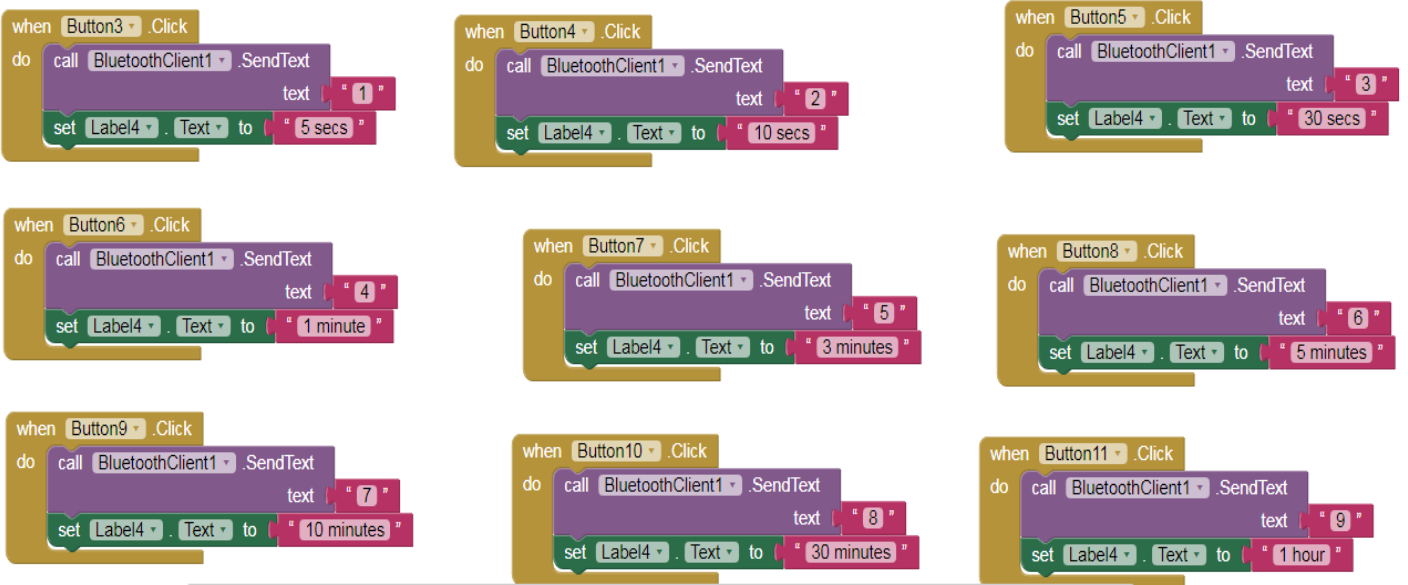 when Button3 .Click
do call BluetoothClient1 .SendText
text " 1 "
set Label4 . Text to " 5 secs "
when Button4 .Click
do call BluetoothClient1 .SendText
text " 2 "
set Label4 . Text to " 10 secs "
when Button5 .Click
do call BluetoothClient1 .SendText
text " 3 "
set Label4 . Text to " 30 secs "
when Button6 .Click
do call BluetoothClient1 .SendText
text " 4 "
set Label4 . Text to " 1 minute "
when Button7 .Click
do call BluetoothClient1 .SendText
text " 5 "
set Label4 . Text to " 3 minutes "
when Button8 .Click
do call BluetoothClient1 .SendText
text " 6 "
set Label4 . Text to " 5 minutes "
when Button9 .Click
do call BluetoothClient1 .SendText
text " 7 "
set Label4 . Text to " 10 minutes "
when Button10 .Click
do call BluetoothClient1 .SendText
text " 8 "
set Label4 . Text to " 30 minutes "
when Button11 .Click
do call BluetoothClient1 .SendText
text " 9 "
set Label4 . Text to " 1 hour "